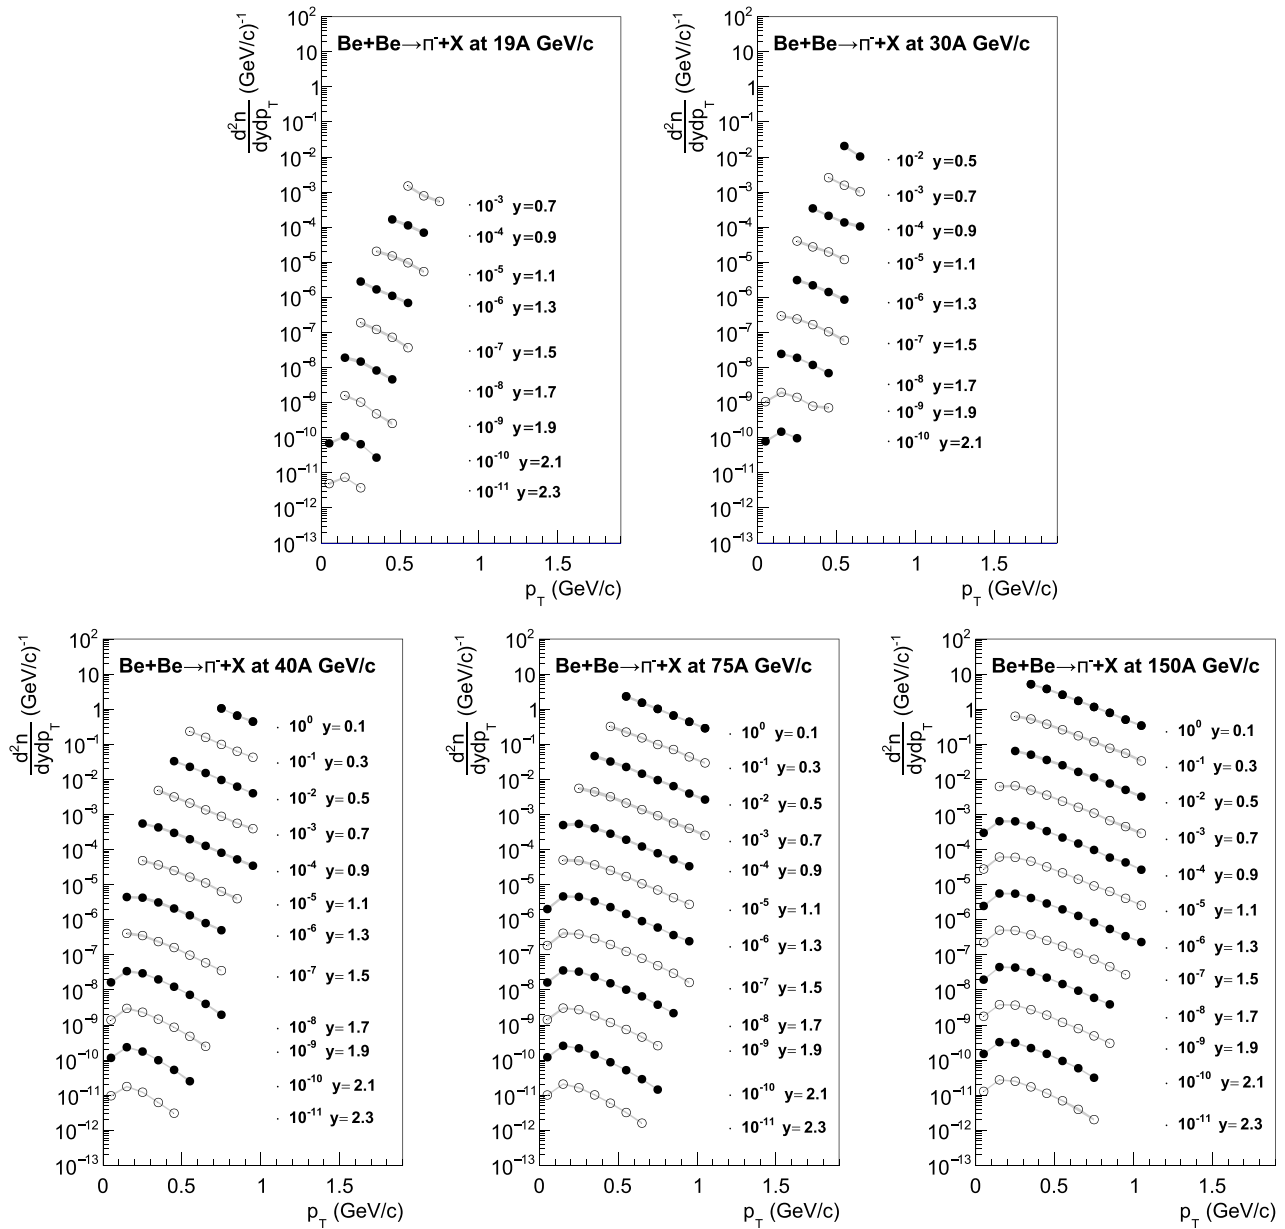 Be+Be→π⁻+X at 19A GeV/c
d²n/dydp_T (GeV/c)⁻¹
10²
10
1
10⁻¹
10⁻²
10⁻³
10⁻⁴
10⁻⁵
10⁻⁶
10⁻⁷
10⁻⁸
10⁻⁹
10⁻¹⁰
10⁻¹¹
10⁻¹²
10⁻¹³
· 10⁻³ y=0.7
· 10⁻⁴ y=0.9
· 10⁻⁵ y=1.1
· 10⁻⁶ y=1.3
· 10⁻⁷ y=1.5
· 10⁻⁸ y=1.7
· 10⁻⁹ y=1.9
· 10⁻¹⁰ y=2.1
· 10⁻¹¹ y=2.3
0 0.5 1 1.5
p_T (GeV/c)
Be+Be→π⁻+X at 30A GeV/c
d²n/dydp_T (GeV/c)⁻¹
10²
10
1
10⁻¹
10⁻²
10⁻³
10⁻⁴
10⁻⁵
10⁻⁶
10⁻⁷
10⁻⁸
10⁻⁹
10⁻¹⁰
10⁻¹¹
10⁻¹²
10⁻¹³
· 10⁻² y=0.5
· 10⁻³ y=0.7
· 10⁻⁴ y=0.9
· 10⁻⁵ y=1.1
· 10⁻⁶ y=1.3
· 10⁻⁷ y=1.5
· 10⁻⁸ y=1.7
· 10⁻⁹ y=1.9
· 10⁻¹⁰ y=2.1
0 0.5 1 1.5
p_T (GeV/c)
Be+Be→π⁻+X at 40A GeV/c
d²n/dydp_T (GeV/c)⁻¹
10²
10
1
10⁻¹
10⁻²
10⁻³
10⁻⁴
10⁻⁵
10⁻⁶
10⁻⁷
10⁻⁸
10⁻⁹
10⁻¹⁰
10⁻¹¹
10⁻¹²
10⁻¹³
· 10⁰ y= 0.1
· 10⁻¹ y= 0.3
· 10⁻² y= 0.5
· 10⁻³ y= 0.7
· 10⁻⁴ y= 0.9
· 10⁻⁵ y= 1.1
· 10⁻⁶ y= 1.3
· 10⁻⁷ y= 1.5
· 10⁻⁸ y= 1.7
· 10⁻⁹ y= 1.9
· 10⁻¹⁰ y= 2.1
· 10⁻¹¹ y= 2.3
0 0.5 1 1.5
p_T (GeV/c)
Be+Be→π⁻+X at 75A GeV/c
d²n/dydp_T (GeV/c)⁻¹
10²
10
1
10⁻¹
10⁻²
10⁻³
10⁻⁴
10⁻⁵
10⁻⁶
10⁻⁷
10⁻⁸
10⁻⁹
10⁻¹⁰
10⁻¹¹
10⁻¹²
10⁻¹³
· 10⁰ y= 0.1
· 10⁻¹ y= 0.3
· 10⁻² y= 0.5
· 10⁻³ y= 0.7
· 10⁻⁴ y= 0.9
· 10⁻⁵ y= 1.1
· 10⁻⁶ y= 1.3
· 10⁻⁷ y= 1.5
· 10⁻⁸ y= 1.7
· 10⁻⁹ y= 1.9
· 10⁻¹⁰ y= 2.1
· 10⁻¹¹ y= 2.3
0 0.5 1 1.5
p_T (GeV/c)
Be+Be→π⁻+X at 150A GeV/c
d²n/dydp_T (GeV/c)⁻¹
10²
10
1
10⁻¹
10⁻²
10⁻³
10⁻⁴
10⁻⁵
10⁻⁶
10⁻⁷
10⁻⁸
10⁻⁹
10⁻¹⁰
10⁻¹¹
10⁻¹²
10⁻¹³
· 10⁰ y= 0.1
· 10⁻¹ y= 0.3
· 10⁻² y= 0.5
· 10⁻³ y= 0.7
· 10⁻⁴ y= 0.9
· 10⁻⁵ y= 1.1
· 10⁻⁶ y= 1.3
· 10⁻⁷ y= 1.5
· 10⁻⁸ y= 1.7
· 10⁻⁹ y= 1.9
· 10⁻¹⁰ y= 2.1
· 10⁻¹¹ y= 2.3
0 0.5 1 1.5
p_T (GeV/c)